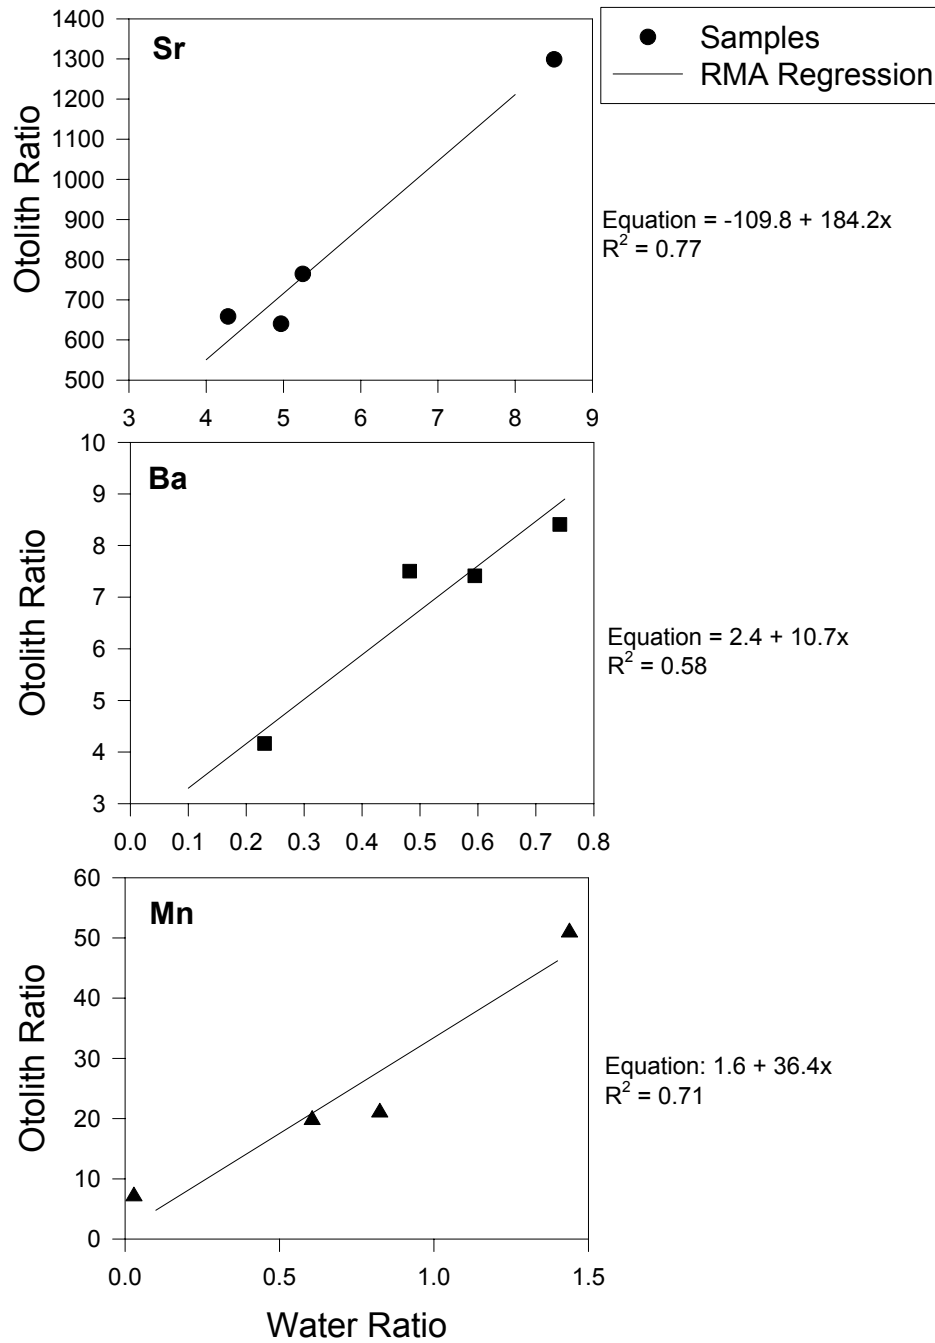 1400
1300
1200
1100
1000
900
800
700
600
500
Otolith Ratio
Sr
3 4 5 6 7 8 9
Samples
RMA Regression
Equation = -109.8 + 184.2x
R² = 0.77
10
9
8
7
6
5
4
3
Otolith Ratio
Ba
0.0 0.1 0.2 0.3 0.4 0.5 0.6 0.7 0.8
Equation = 2.4 + 10.7x
R² = 0.58
60
50
40
30
20
10
0
Otolith Ratio
Mn
0.0 0.5 1.0 1.5
Equation: 1.6 + 36.4x
R² = 0.71
Water Ratio